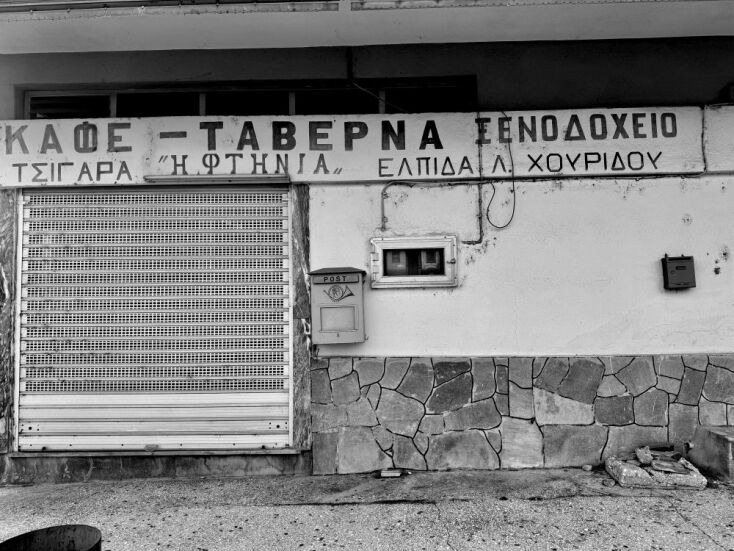 ΚΑΦΕ – ΤΑΒΕΡΝΑ ΞΕΝΟΔΟΧΕΙΟ
ΤΣΙΓΑΡΑ "Η ΦΤΗΝΙΑ" ΕΛΠΙΔΑ Λ. ΧΟΥΡΙΔΟΥ
POST